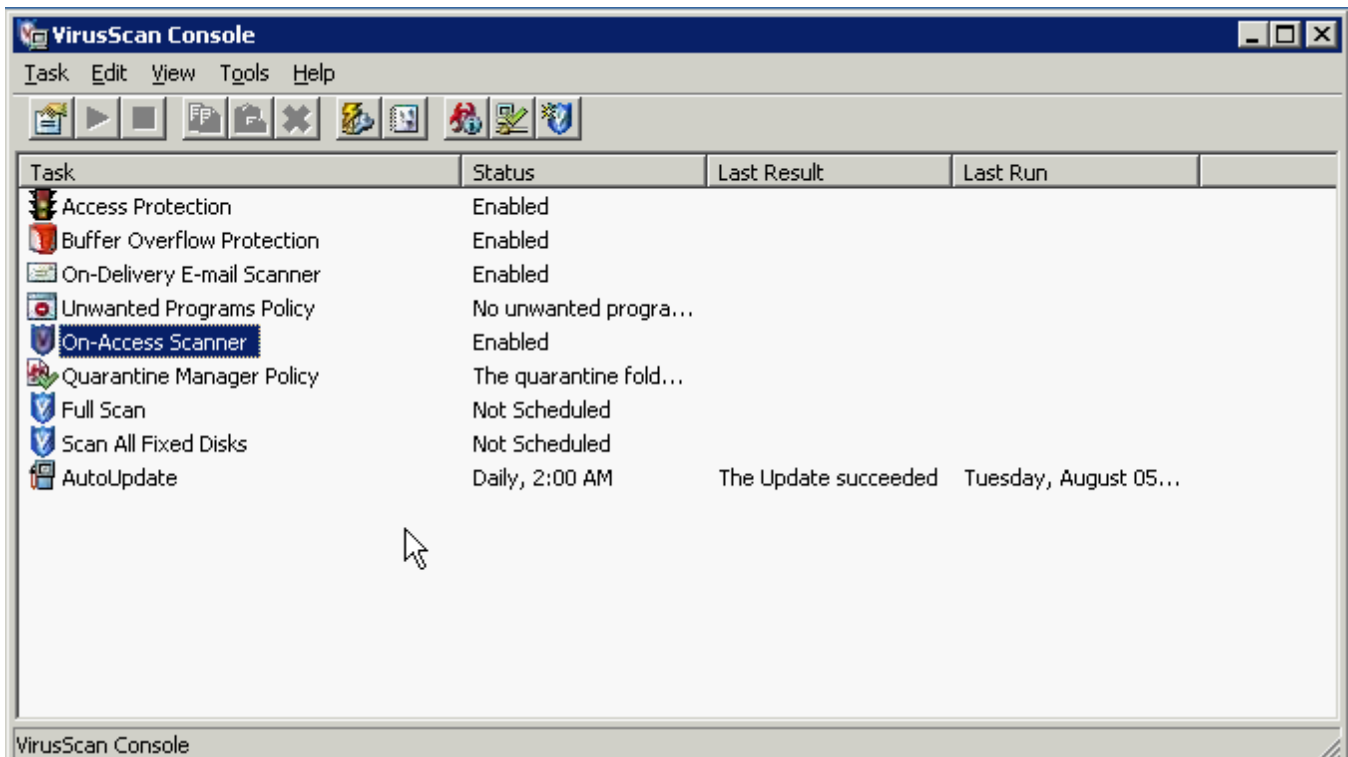 VirusScan Console
Task Edit View Tools Help
Task Status Last Result Last Run
Access Protection Enabled
Buffer Overflow Protection Enabled
On-Delivery E-mail Scanner Enabled
Unwanted Programs Policy No unwanted progra...
On-Access Scanner Enabled
Quarantine Manager Policy The quarantine fold...
Full Scan Not Scheduled
Scan All Fixed Disks Not Scheduled
AutoUpdate Daily, 2:00 AM The Update succeeded Tuesday, August 05...
VirusScan Console